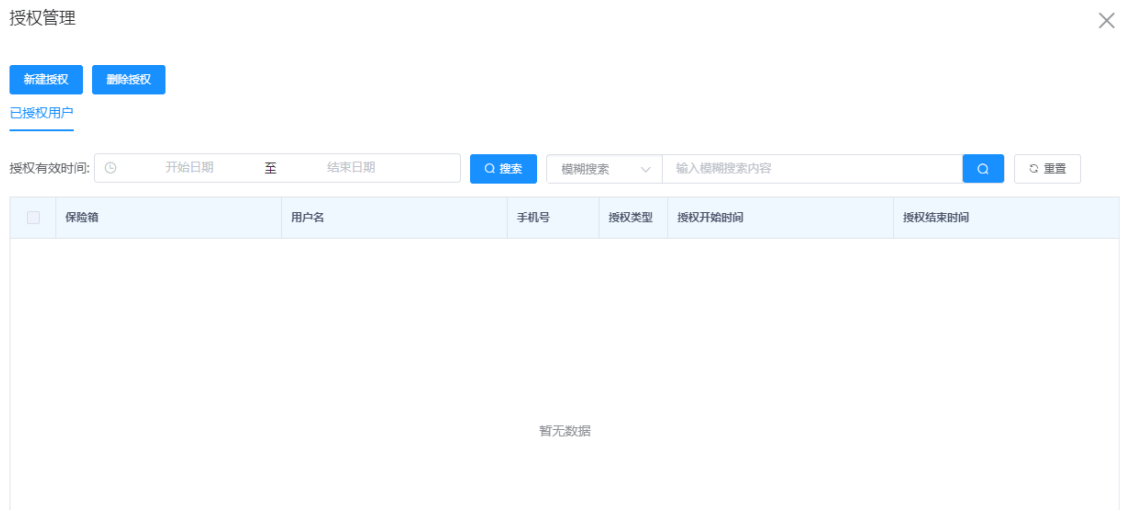 授权管理
新建授权 删除授权
已授权用户
授权有效时间: 开始日期 至 结束日期 搜索 模糊搜索 输入模糊搜索内容 重置
保险箱 用户名 手机号 授权类型 授权开始时间 授权结束时间
暂无数据